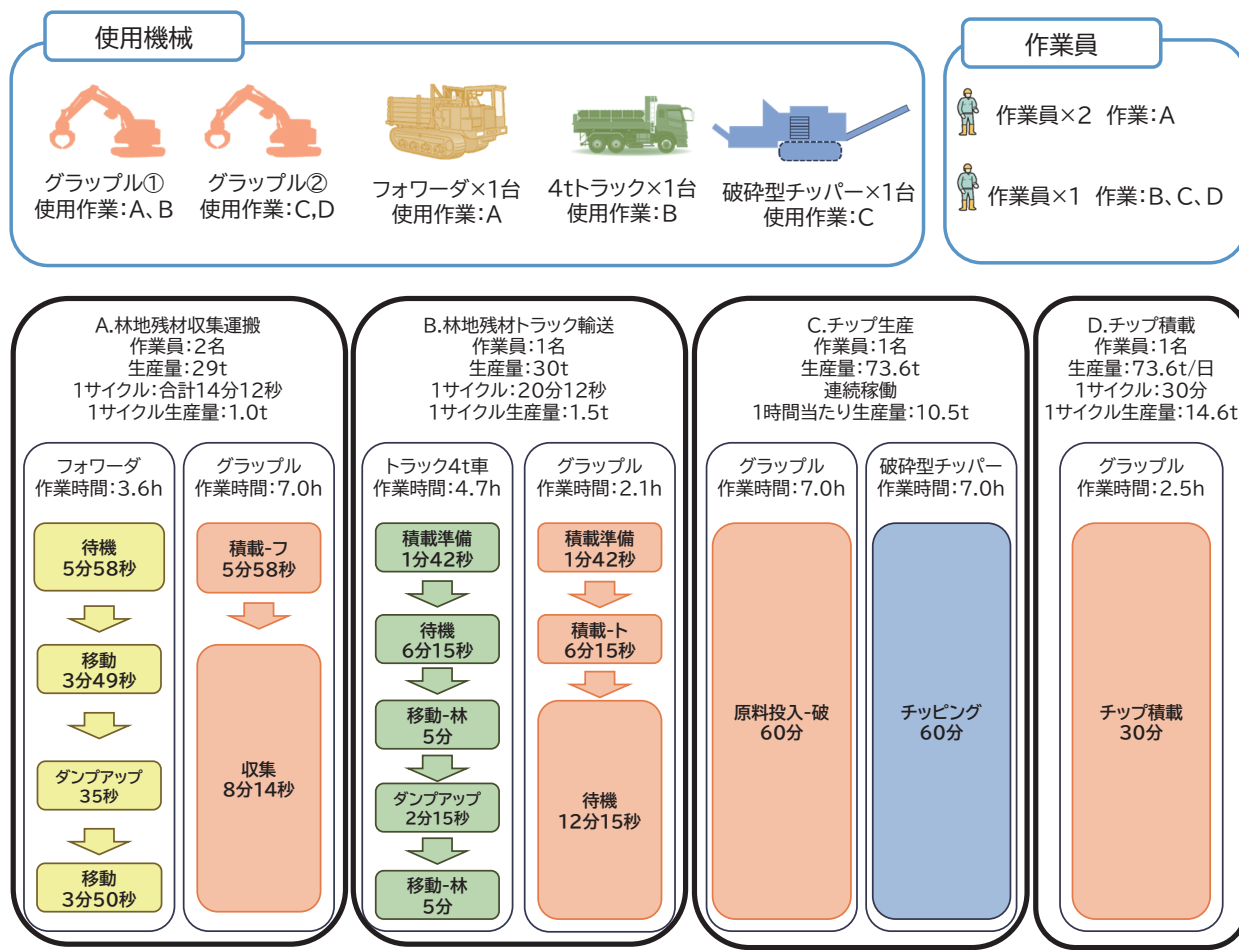 使用機械
グラップル①
使用作業:A、B
グラップル②
使用作業:C,D
フォワーダ×1台
使用作業:A
4tトラック×1台
使用作業:B
破砕型チッパー×1台
使用作業:C
作業員
作業員×2 作業:A
作業員×1 作業:B、C、D
A.林地残材収集運搬
作業員:2名
生産量:29t
1サイクル:合計14分12秒
1サイクル生産量:1.0t
フォワーダ
作業時間:3.6h
待機
5分58秒
移動
3分49秒
ダンプアップ
35秒
移動
3分50秒
グラップル
作業時間:7.0h
積載-フ
5分58秒
収集
8分14秒
B.林地残材トラック輸送
作業員:1名
生産量:30t
1サイクル:20分12秒
1サイクル生産量:1.5t
トラック4t車
作業時間:4.7h
積載準備
1分42秒
待機
6分15秒
移動-林
5分
ダンプアップ
2分15秒
移動-林
5分
グラップル
作業時間:2.1h
積載準備
1分42秒
積載-ト
6分15秒
待機
12分15秒
C.チップ生産
作業員:1名
生産量:73.6t
連続稼働
1時間当たり生産量:10.5t
グラップル
作業時間:7.0h
原料投入-破
60分
破砕型チッパー
作業時間:7.0h
チッピング
60分
D.チップ積載
作業員:1名
生産量:73.6t/日
1サイクル:30分
1サイクル生産量:14.6t
グラップル
作業時間:2.5h
チップ積載
30分